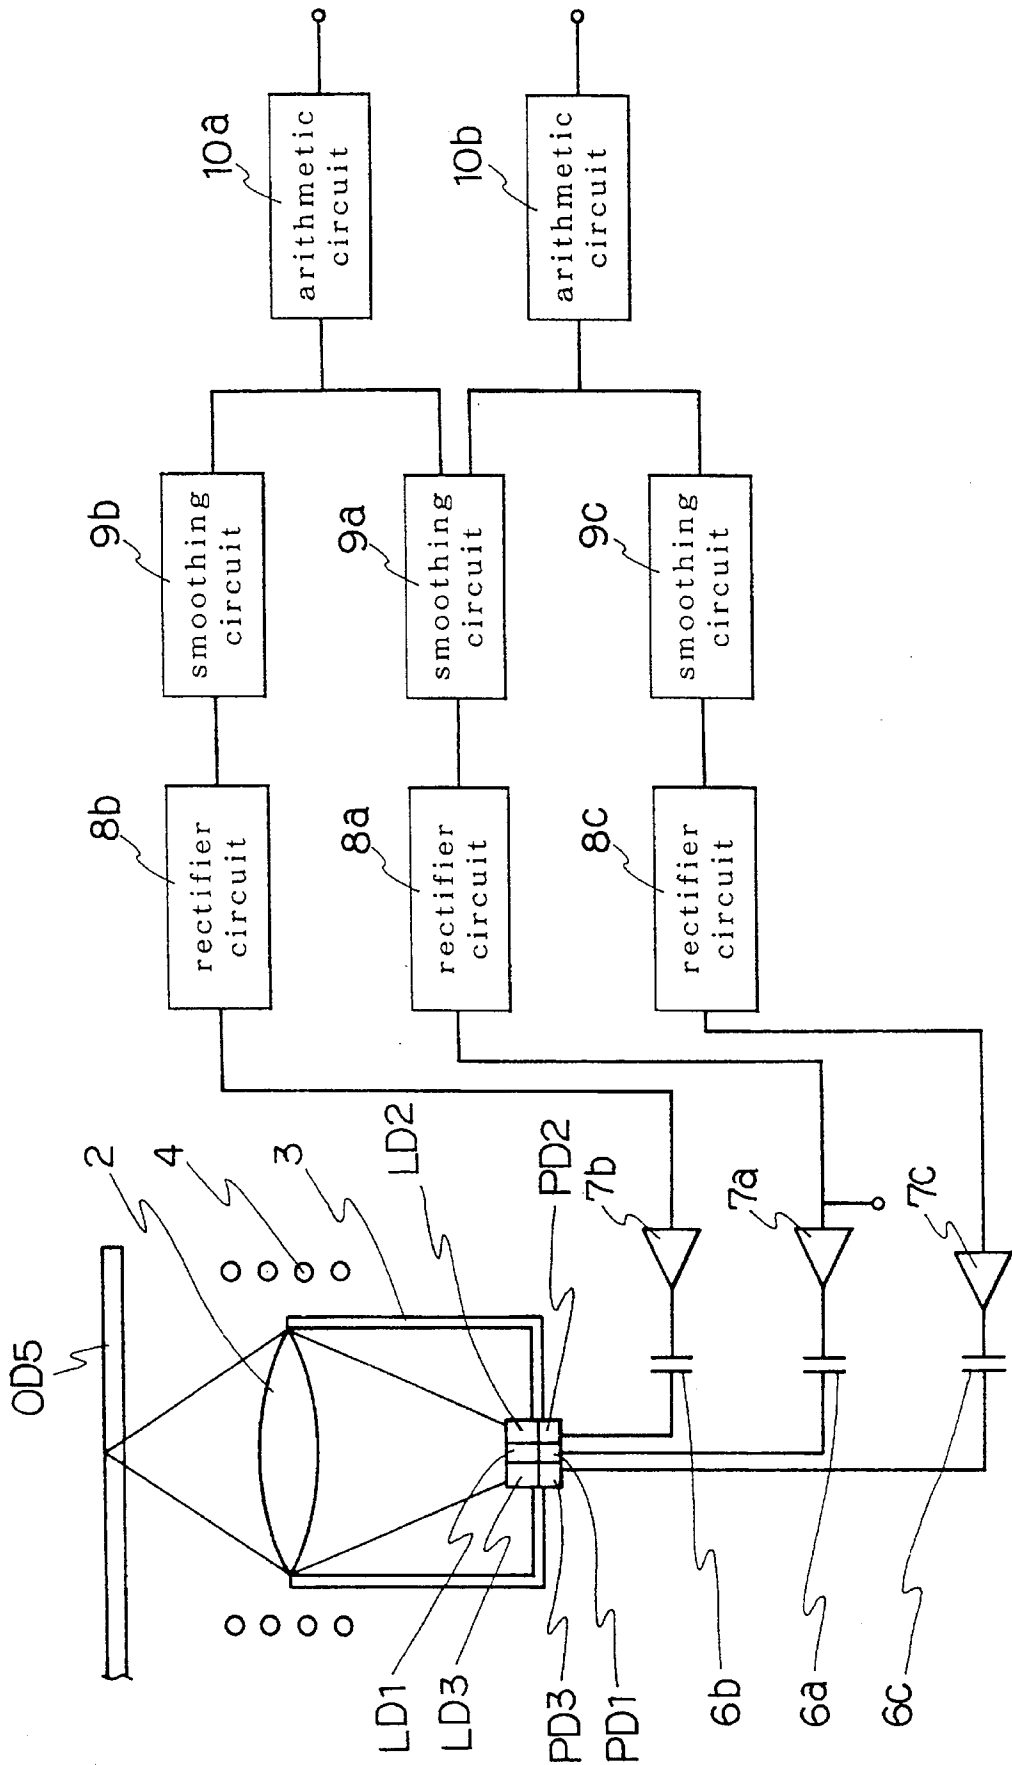 OD5
2
4
3
LD2
PD2
LD1
LD3
PD3
PD1
7b
7a
7c
6b
6a
6c
8b
rectifier
circuit
8a
rectifier
circuit
8c
rectifier
circuit
9b
smoothing
circuit
9a
smoothing
circuit
9c
smoothing
circuit
10a
arithmetic
circuit
10b
arithmetic
circuit